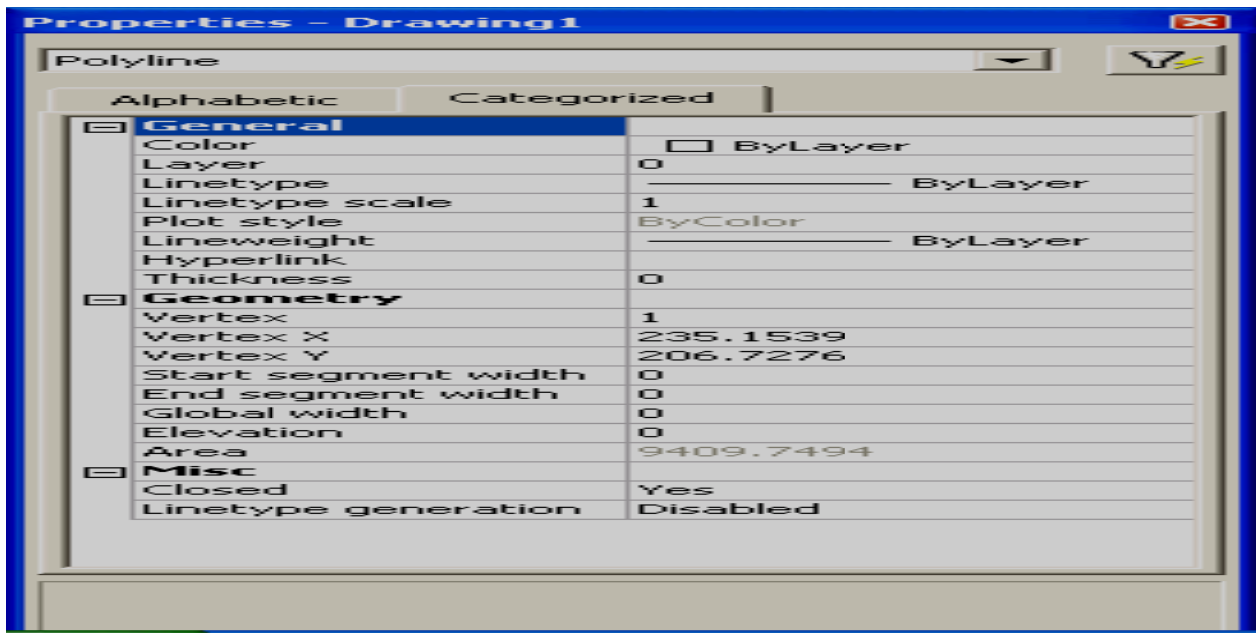 Properties - Drawing1
Polyline
Alphabetic Categorized
General
Color ByLayer
Layer 0
Linetype ByLayer
Linetype scale 1
Plot style ByColor
Lineweight ByLayer
Hyperlink
Thickness 0
Geometry
Vertex 1
Vertex X 235.1539
Vertex Y 206.7276
Start segment width 0
End segment width 0
Global width 0
Elevation 0
Area 9409.7494
Misc
Closed Yes
Linetype generation Disabled